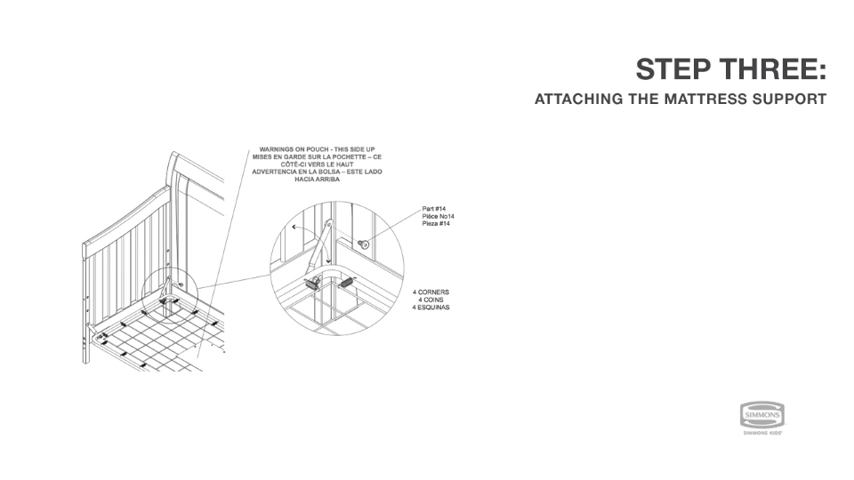 STEP THREE:
ATTACHING THE MATTRESS SUPPORT
WARNINGS ON POUCH - THIS SIDE UP
MISES EN GARDE SUR LA POCHETTE – CE
CÔTÉ-CI VERS LE HAUT
ADVERTENCIA EN LA BOLSA – ESTE LADO
HACIA ARRIBA
Part #14
Pièce No14
Pieza #14
4 CORNERS
4 COINS
4 ESQUINAS
SIMMONS
SIMMONS KIDS